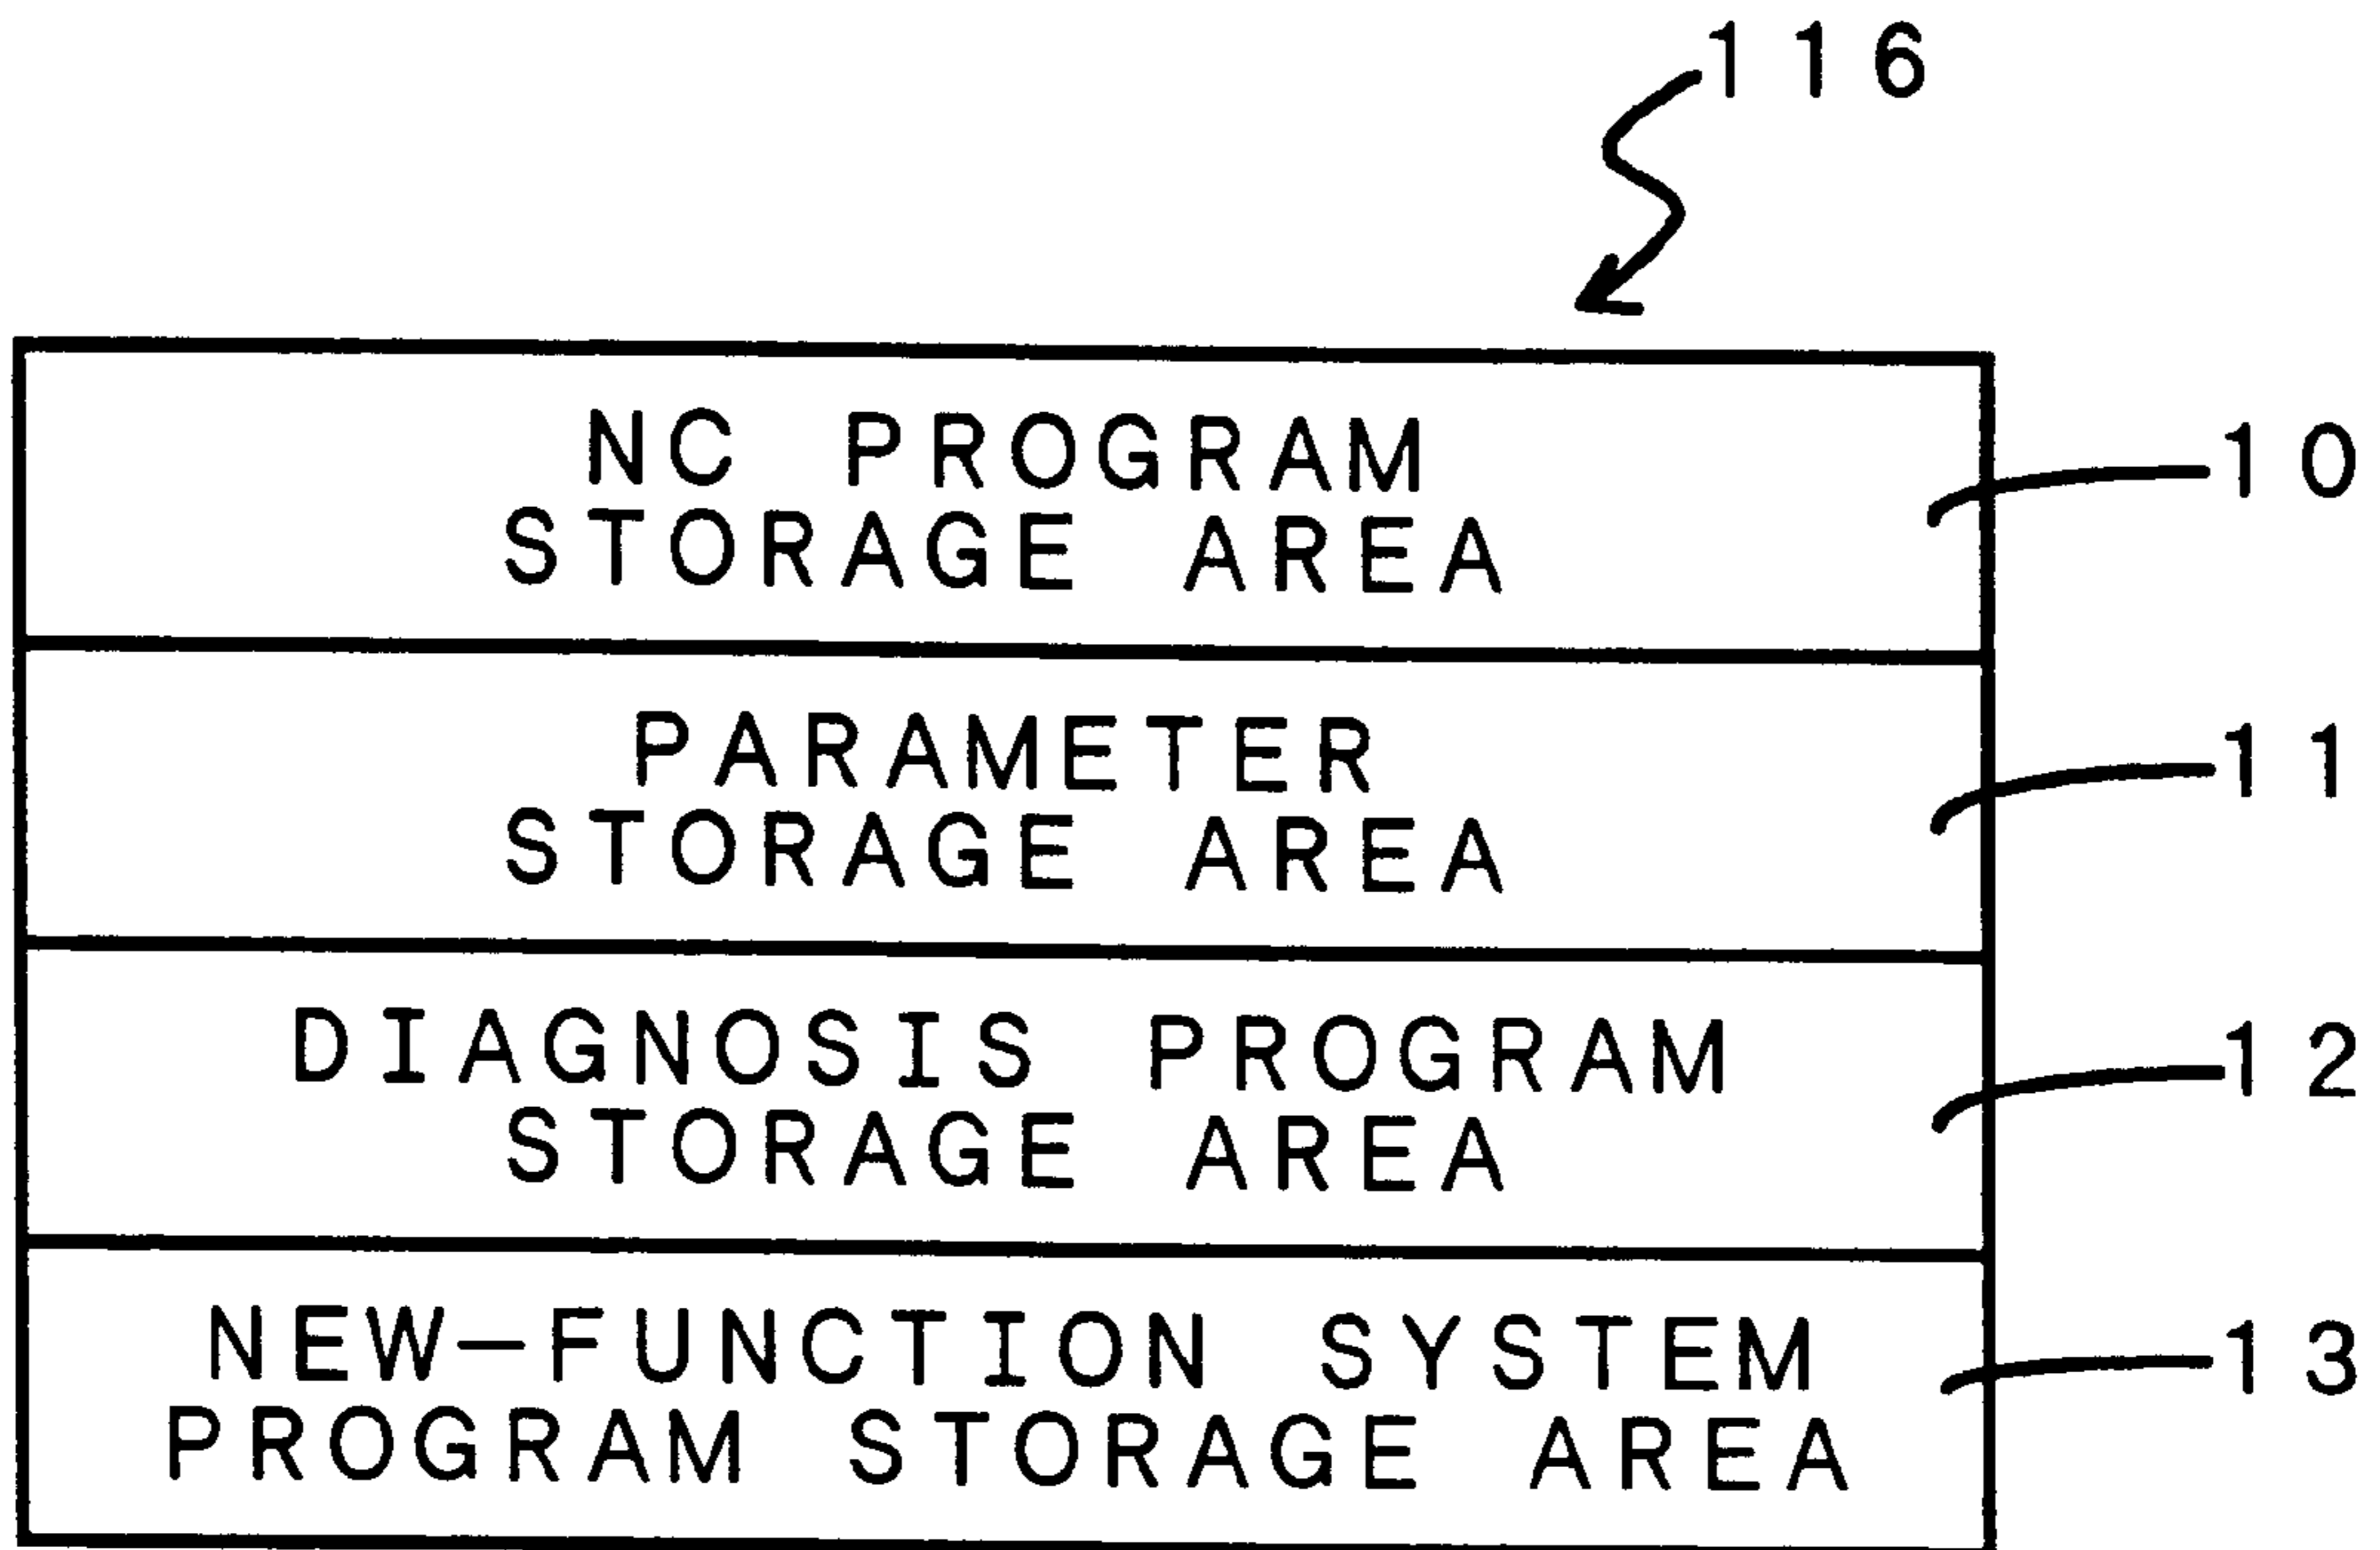 116
NC PROGRAM
STORAGE AREA
10
PARAMETER
STORAGE AREA
11
DIAGNOSIS PROGRAM
STORAGE AREA
12
NEW-FUNCTION SYSTEM
PROGRAM STORAGE AREA
13